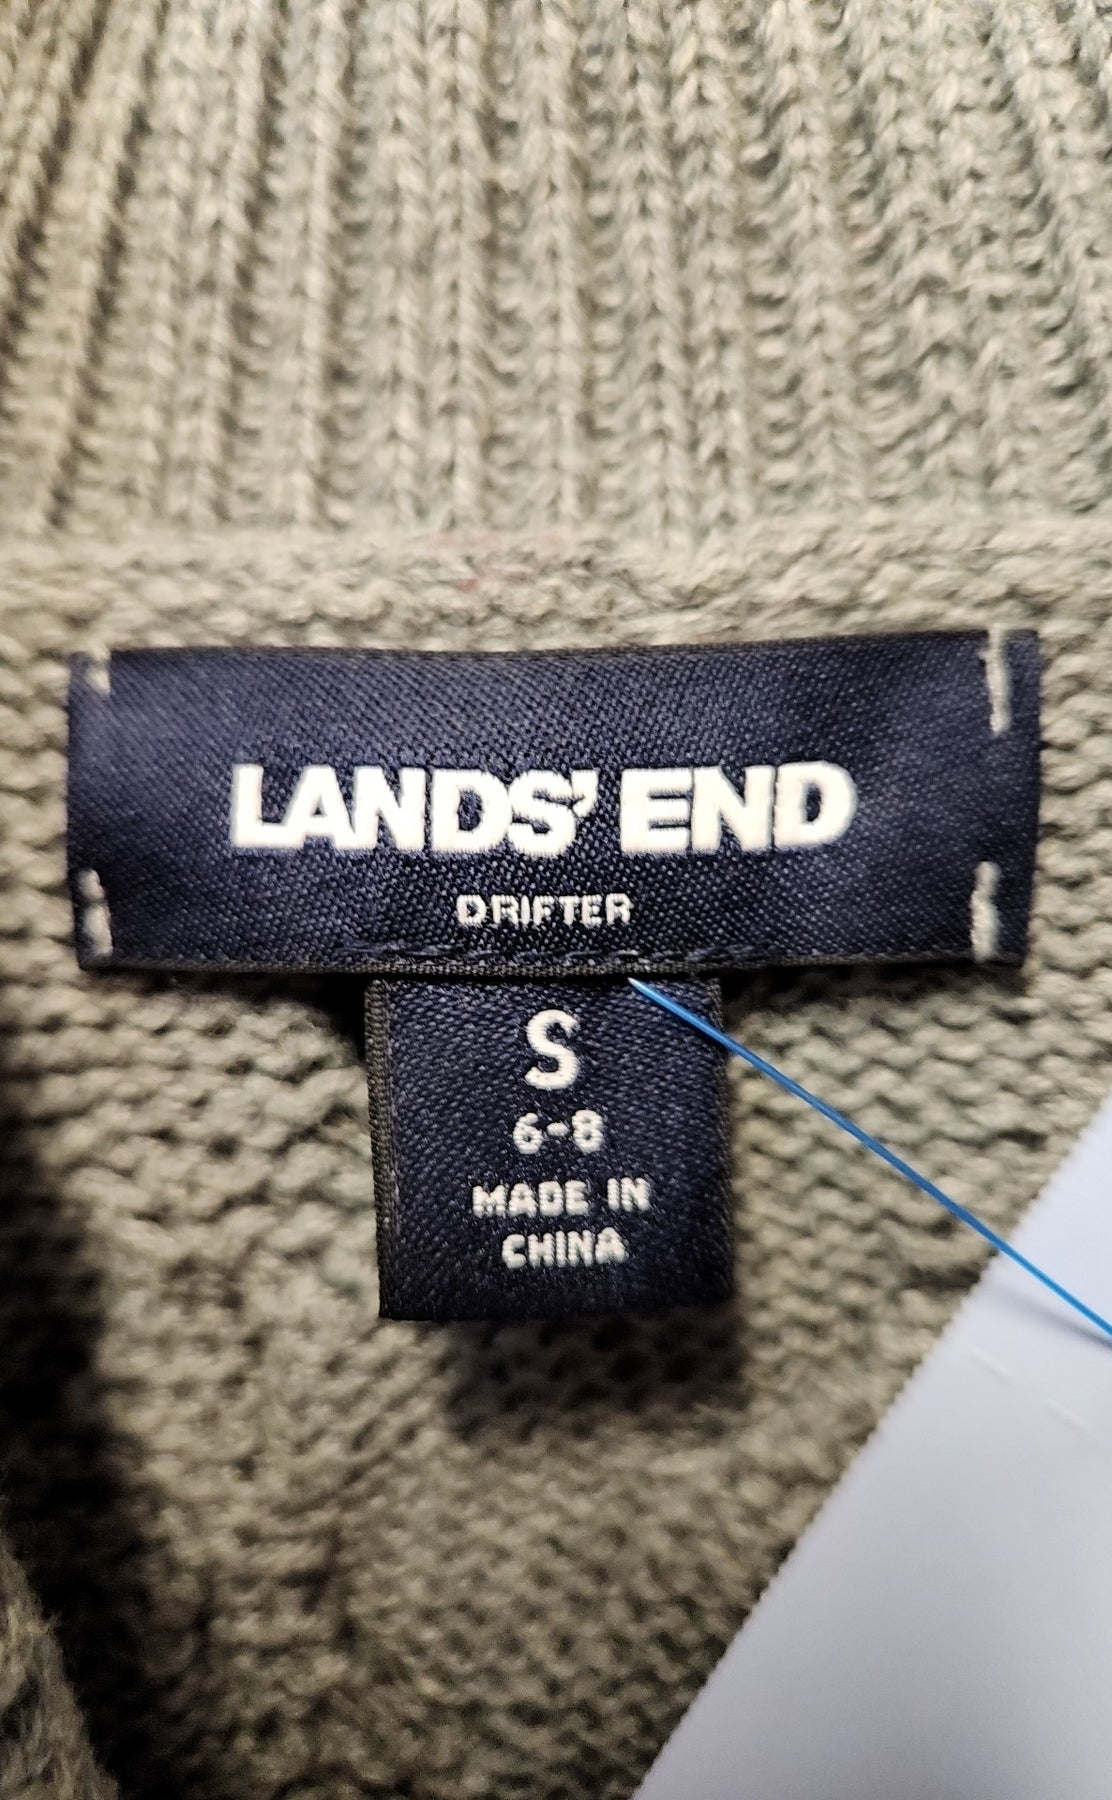 LANDS' END
DRIFTER
S
6-8
MADE IN
CHINA